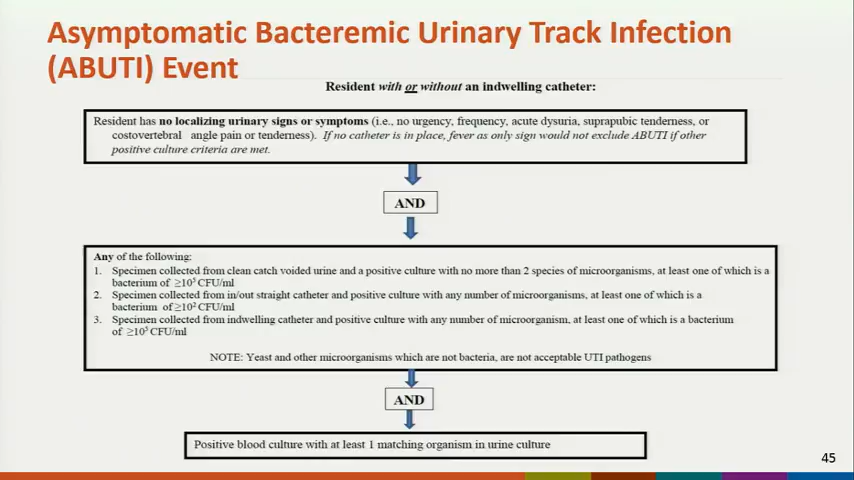 Asymptomatic Bacteremic Urinary Track Infection
(ABUTI) Event
Resident with or without an indwelling catheter:
Resident has no localizing urinary signs or symptoms (i.e., no urgency, frequency, acute dysuria, suprapubic tenderness, or
costovertebral angle pain or tenderness). If no catheter is in place, fever as only sign would not exclude ABUTI if other
positive culture criteria are met.
AND
Any of the following:
1. Specimen collected from clean catch voided urine and a positive culture with no more than 2 species of microorganisms, at least one of which is a
bacterium of ≥10⁵ CFU/ml
2. Specimen collected from in/out straight catheter and positive culture with any number of microorganisms, at least one of which is a
bacterium of ≥10² CFU/ml
3. Specimen collected from indwelling catheter and positive culture with any number of microorganism, at least one of which is a bacterium
of ≥10⁵ CFU/ml
NOTE: Yeast and other microorganisms which are not bacteria, are not acceptable UTI pathogens
AND
Positive blood culture with at least 1 matching organism in urine culture
45